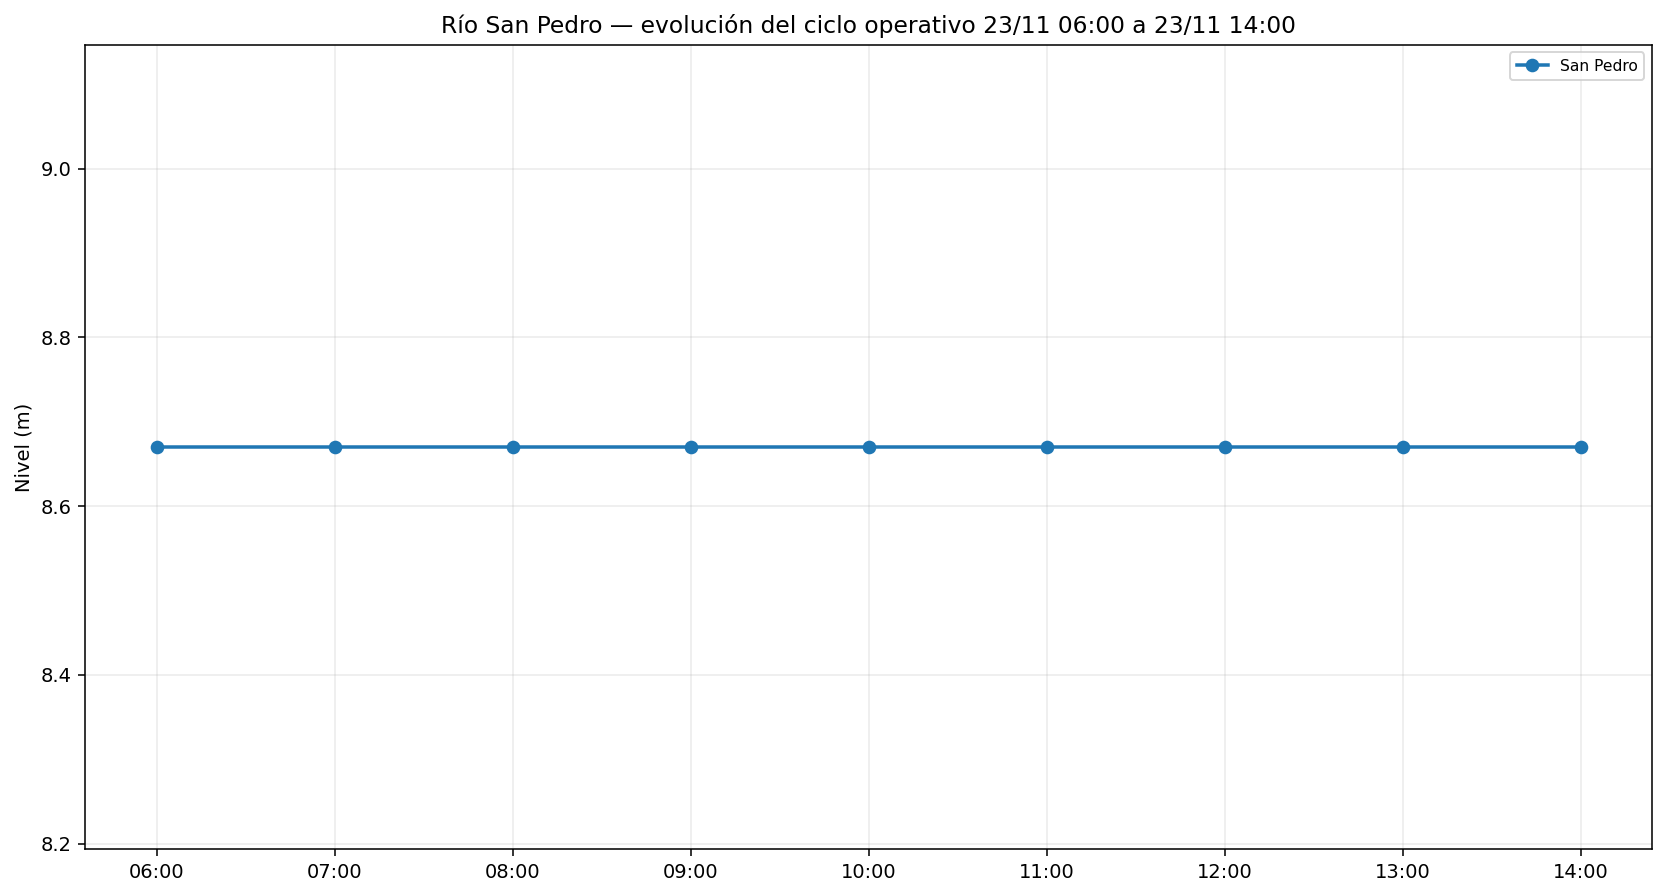 Río San Pedro — evolución del ciclo operativo 23/11 06:00 a 23/11 14:00
San Pedro
Nivel (m)
9.0
8.8
8.6
8.4
8.2
06:00 07:00 08:00 09:00 10:00 11:00 12:00 13:00 14:00